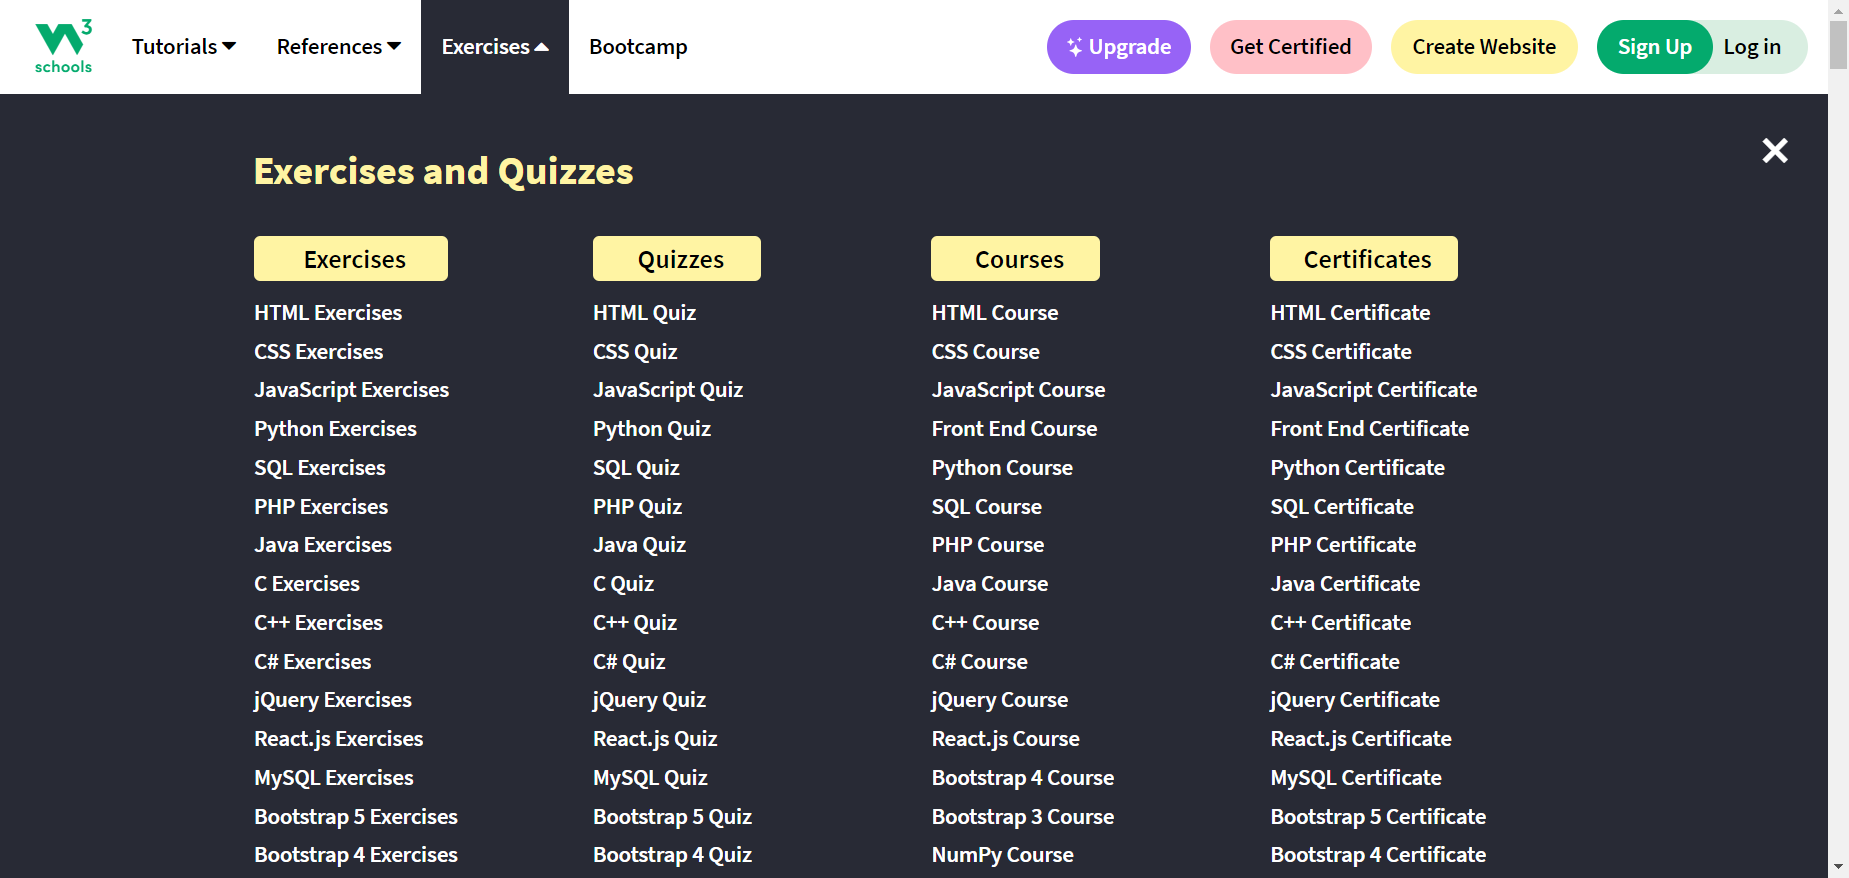 3
schools
Tutorials
References
Exercises
Bootcamp
Upgrade
Get Certified
Create Website
Sign Up
Log in
Exercises and Quizzes
Exercises
HTML Exercises
CSS Exercises
JavaScript Exercises
Python Exercises
SQL Exercises
PHP Exercises
Java Exercises
C Exercises
C++ Exercises
C# Exercises
jQuery Exercises
React.js Exercises
MySQL Exercises
Bootstrap 5 Exercises
Bootstrap 4 Exercises
Quizzes
HTML Quiz
CSS Quiz
JavaScript Quiz
Python Quiz
SQL Quiz
PHP Quiz
Java Quiz
C Quiz
C++ Quiz
C# Quiz
jQuery Quiz
React.js Quiz
MySQL Quiz
Bootstrap 5 Quiz
Bootstrap 4 Quiz
Courses
HTML Course
CSS Course
JavaScript Course
Front End Course
Python Course
SQL Course
PHP Course
Java Course
C++ Course
C# Course
jQuery Course
React.js Course
Bootstrap 4 Course
Bootstrap 3 Course
NumPy Course
Certificates
HTML Certificate
CSS Certificate
JavaScript Certificate
Front End Certificate
Python Certificate
SQL Certificate
PHP Certificate
Java Certificate
C++ Certificate
C# Certificate
jQuery Certificate
React.js Certificate
MySQL Certificate
Bootstrap 5 Certificate
Bootstrap 4 Certificate